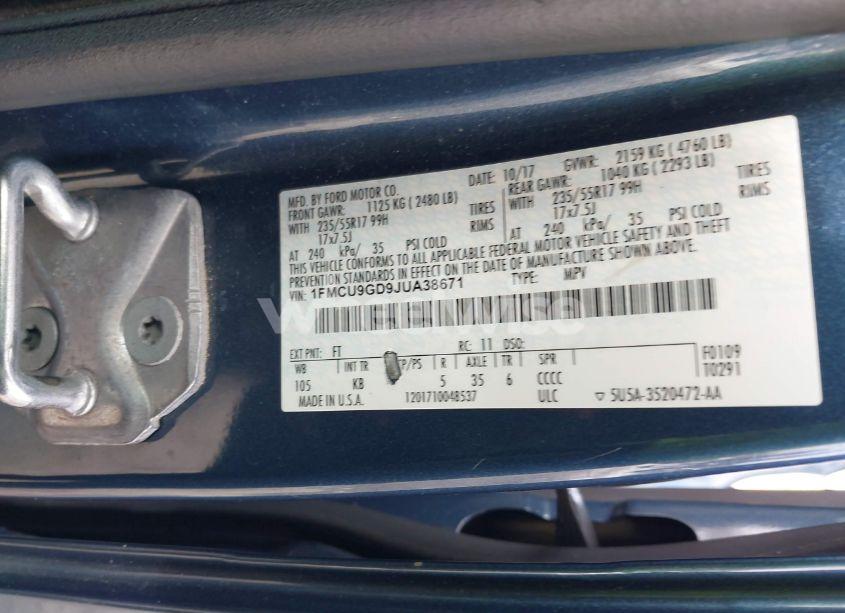 MFD. BY FORD MOTOR CO. DATE: 10/17 GVWR: 2159 KG ( 4760 LB)
FRONT GAWR: 1125 KG ( 2480 LB) REAR GAWR: 1040 KG ( 2293 LB)
WITH 235/55R17 99H TIRES WITH 235/55R17 99H TIRES
17x7.5J RIMS 17x7.5J RIMS
AT 240 kPa/ 35 PSI COLD AT 240 kPa/ 35 PSI COLD
THIS VEHICLE CONFORMS TO ALL APPLICABLE FEDERAL MOTOR VEHICLE SAFETY AND THEFT
PREVENTION STANDARDS IN EFFECT ON THE DATE OF MANUFACTURE SHOWN ABOVE.
VIN: 1FMCU9GD9JUA38671 TYPE: MPV
EXT PNT: FT RC: 11 DSO: F0109
WB INT TR TP/PS R AXLE TR SPR T0291
105 KB 5 35 6 CCCC
MADE IN U.S.A. 1201710048537 ULC ▽ 5U5A-3520472-AA